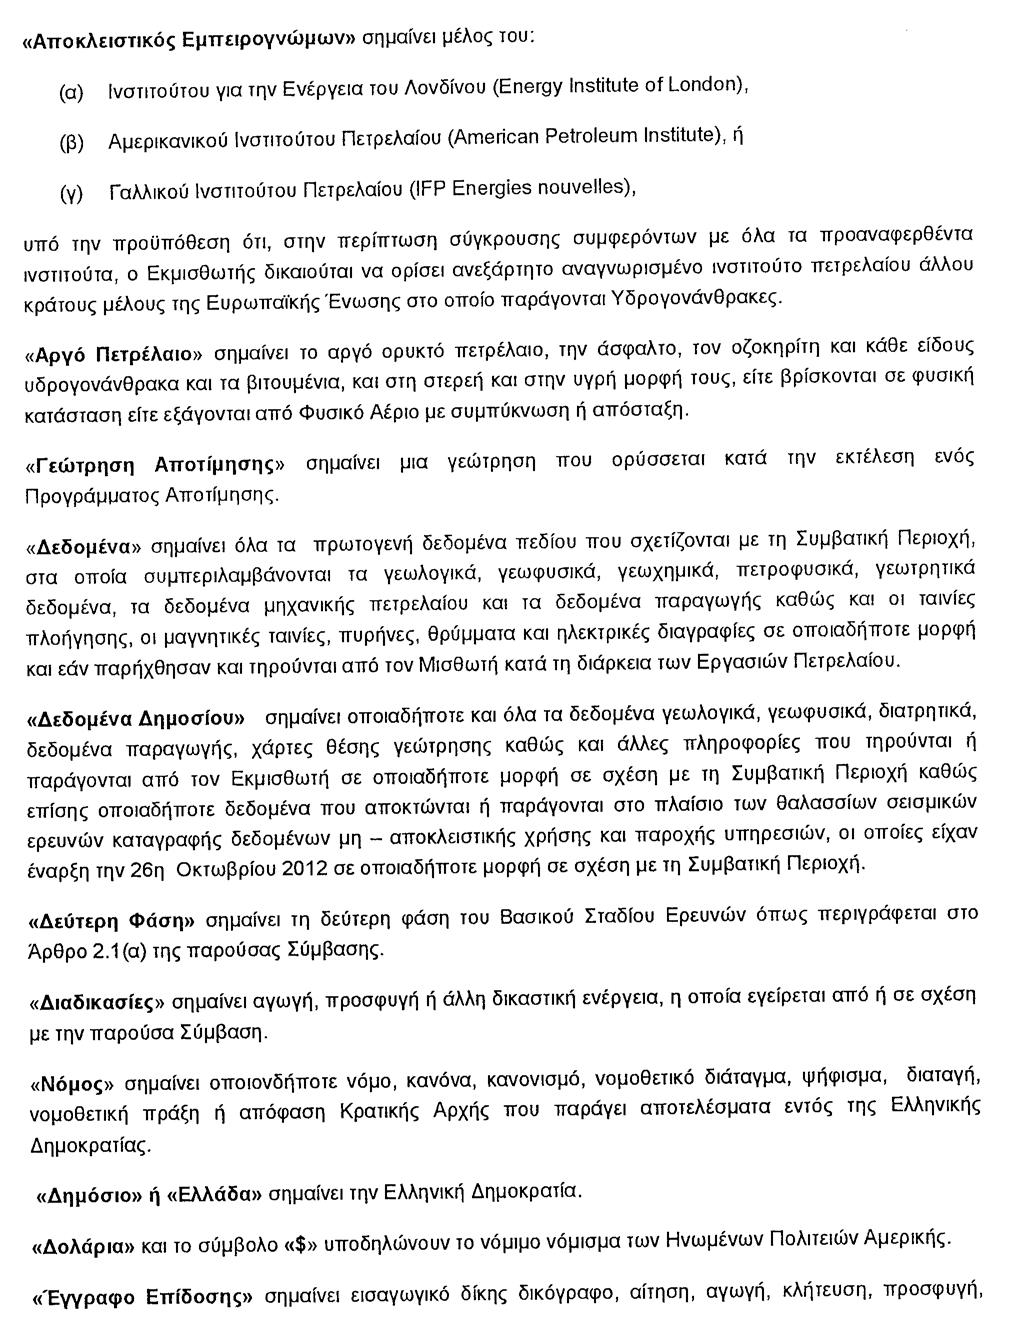 «Αποκλειστικός Εμπειρογνώμων» σημαίνει μέλος του:
(α) Ινστιτούτου για την Ενέργεια του Λονδίνου (Energy Institute of London),
(β) Αμερικανικού Ινστιτούτου Πετρελαίου (American Petroleum Institute), ή
(γ) Γαλλικού Ινστιτούτου Πετρελαίου (IFP Energies nouvelles),
υπό την προϋπόθεση ότι, στην περίπτωση σύγκρουσης συμφερόντων με όλα τα προαναφερθέντα
ινστιτούτα, ο Εκμισθωτής δικαιούται να ορίσει ανεξάρτητο αναγνωρισμένο ινστιτούτο πετρελαίου άλλου
κράτους μέλους της Ευρωπαϊκής Ένωσης στο οποίο παράγονται Υδρογονάνθρακες.
«Αργό Πετρέλαιο» σημαίνει το αργό ορυκτό πετρέλαιο, την άσφαλτο, τον οζοκηρίτη και κάθε είδους
υδρογονάνθρακα και τα βιτουμένια, και στη στερεή και στην υγρή μορφή τους, είτε βρίσκονται σε φυσική
κατάσταση είτε εξάγονται από Φυσικό Αέριο με συμπύκνωση ή απόσταξη.
«Γεώτρηση Αποτίμησης» σημαίνει μια γεώτρηση που ορύσσεται κατά την εκτέλεση ενός
Προγράμματος Αποτίμησης.
«Δεδομένα» σημαίνει όλα τα πρωτογενή δεδομένα πεδίου που σχετίζονται με τη Συμβατική Περιοχή,
στα οποία συμπεριλαμβάνονται τα γεωλογικά, γεωφυσικά, γεωχημικά, πετροφυσικά, γεωτρητικά
δεδομένα, τα δεδομένα μηχανικής πετρελαίου και τα δεδομένα παραγωγής καθώς και οι ταινίες
πλοήγησης, οι μαγνητικές ταινίες, πυρήνες, θρύμματα και ηλεκτρικές διαγραφίες σε οποιαδήποτε μορφή
και εάν παρήχθησαν και τηρούνται από τον Μισθωτή κατά τη διάρκεια των Εργασιών Πετρελαίου.
«Δεδομένα Δημοσίου» σημαίνει οποιαδήποτε και όλα τα δεδομένα γεωλογικά, γεωφυσικά, διατρητικά,
δεδομένα παραγωγής, χάρτες θέσης γεώτρησης καθώς και άλλες πληροφορίες που τηρούνται ή
παράγονται από τον Εκμισθωτή σε οποιαδήποτε μορφή σε σχέση με τη Συμβατική Περιοχή καθώς
επίσης οποιαδήποτε δεδομένα που αποκτώνται ή παράγονται στο πλαίσιο των θαλασσίων σεισμικών
ερευνών καταγραφής δεδομένων μη – αποκλειστικής χρήσης και παροχής υπηρεσιών, οι οποίες είχαν
έναρξη την 26η Οκτωβρίου 2012 σε οποιαδήποτε μορφή σε σχέση με τη Συμβατική Περιοχή.
«Δεύτερη Φάση» σημαίνει τη δεύτερη φάση του Βασικού Σταδίου Ερευνών όπως περιγράφεται στο
Άρθρο 2.1(α) της παρούσας Σύμβασης.
«Διαδικασίες» σημαίνει αγωγή, προσφυγή ή άλλη δικαστική ενέργεια, η οποία εγείρεται από ή σε σχέση
με την παρούσα Σύμβαση.
«Νόμος» σημαίνει οποιονδήποτε νόμο, κανόνα, κανονισμό, νομοθετικό διάταγμα, ψήφισμα, διαταγή,
νομοθετική πράξη ή απόφαση Κρατικής Αρχής που παράγει αποτελέσματα εντός της Ελληνικής
Δημοκρατίας.
«Δημόσιο» ή «Ελλάδα» σημαίνει την Ελληνική Δημοκρατία.
«Δολάρια» και το σύμβολο «$» υποδηλώνουν το νόμιμο νόμισμα των Ηνωμένων Πολιτειών Αμερικής.
«Έγγραφο Επίδοσης» σημαίνει εισαγωγικό δίκης δικόγραφο, αίτηση, αγωγή, κλήτευση, προσφυγή,